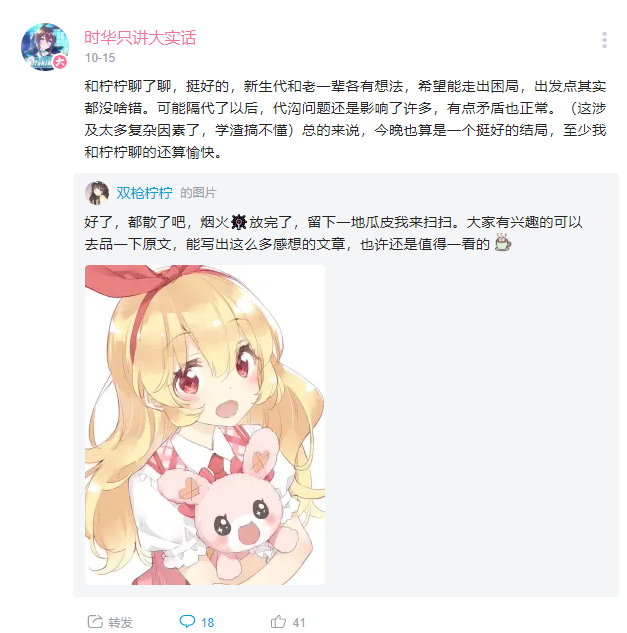 时华只讲大实话
10-15
和柠柠聊了聊，挺好的，新生代和老一辈各有想法，希望能走出困局，出发点其实
都没啥错。可能隔代了以后，代沟问题还是影响了许多，有点矛盾也正常。（这涉
及太多复杂因素了，学渣搞不懂）总的来说，今晚也算是一个挺好的结局，至少我
和柠柠聊的还算愉快。
双枪柠柠 的图片
好了，都散了吧，烟火放完了，留下一地瓜皮我来扫扫。大家有兴趣的可以
去品一下原文，能写出这么多感想的文章，也许还是值得一看的
转发 18 41